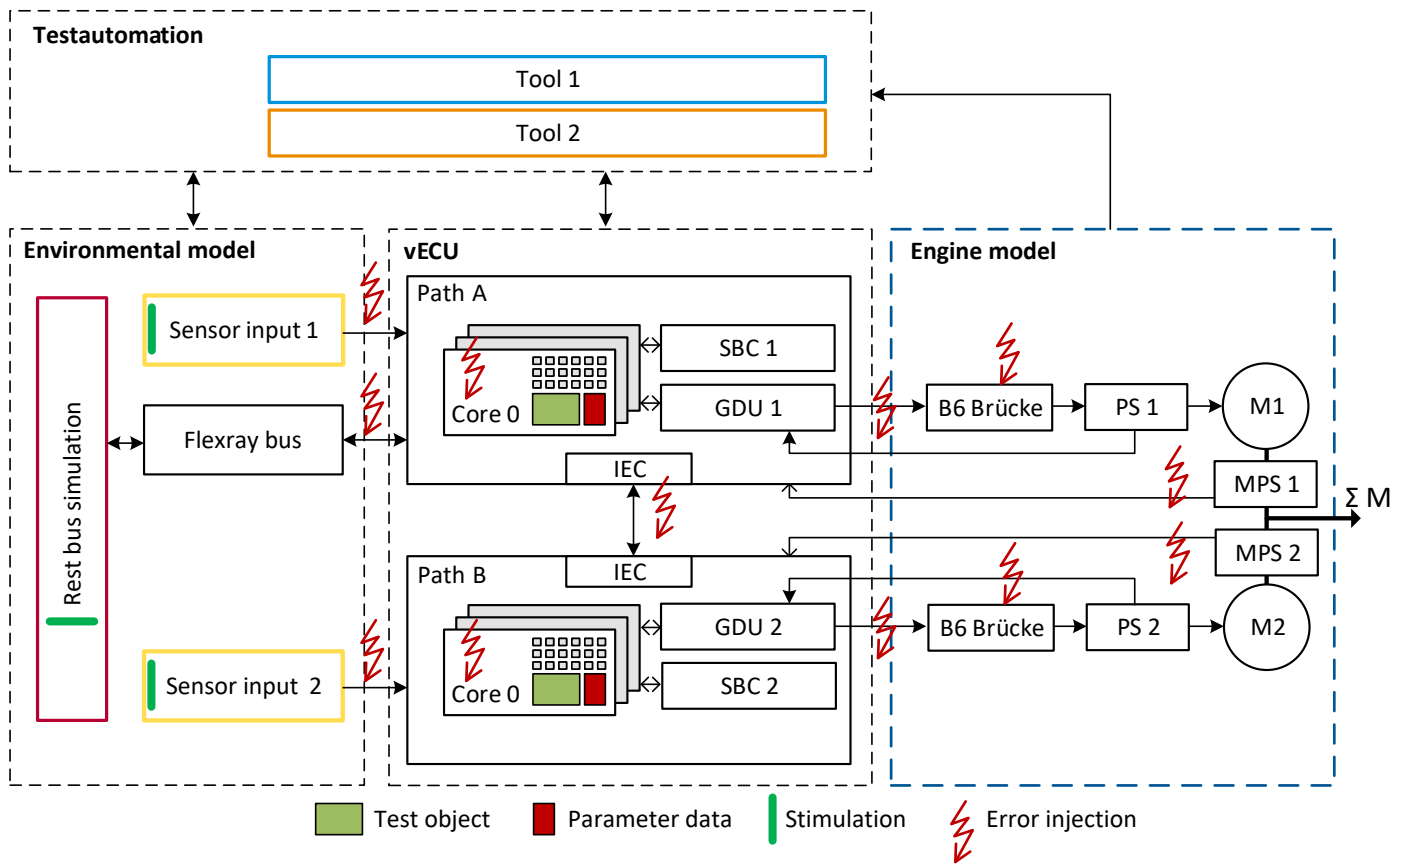 Testautomation
Tool 1
Tool 2
Environmental model
vECU
Engine model
Rest bus simulation
Sensor input 1
Flexray bus
Sensor input  2
Path A
Core 0
SBC 1
GDU 1
IEC
Path B
IEC
Core 0
GDU 2
SBC 2
B6 Brücke
PS 1
M1
MPS 1
Σ M
MPS 2
B6 Brücke
PS 2
M2
Test object
Parameter data
Stimulation
Error injection